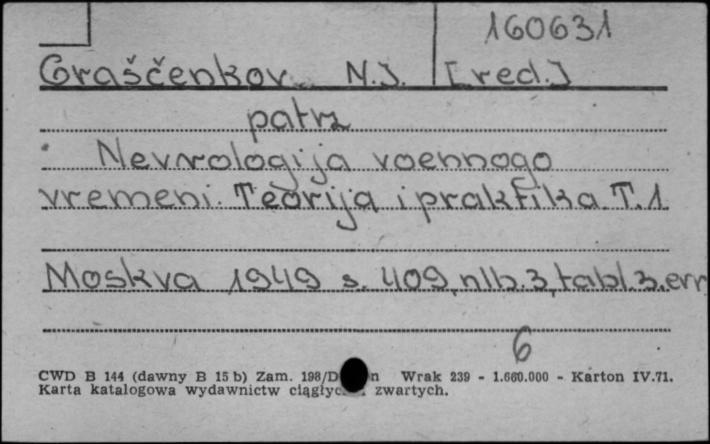 160631
Graščenkov N.I. [red.]
patrz
Nevrologija voennogo
vremeni. Teorija i praktika. T. 1
Moskva 1949 s. 409, nlb. 3, tabl. 3. err
6
CWD B 144 (dawny B 15 b) Zam. 198/D n Wrak 239 - 1.660.000 - Karton IV.71.
Karta katalogowa wydawnictw zwartych.